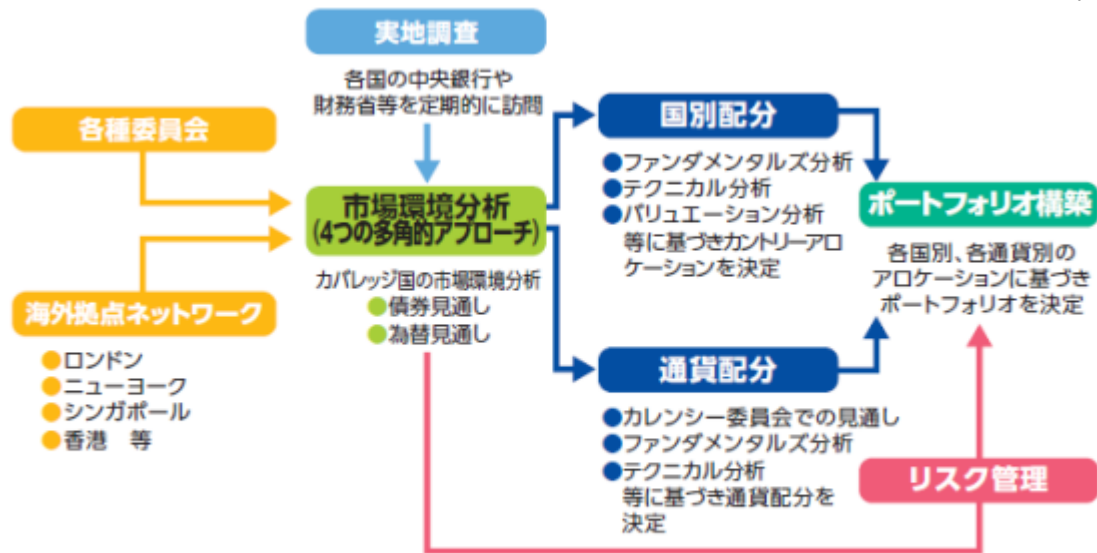 実地調査
各国の中央銀行や
財務省等を定期的に訪問
各種委員会
海外拠点ネットワーク
●ロンドン
●ニューヨーク
●シンガポール
●香港 等
市場環境分析
(4つの多角的アプローチ)
カバレッジ国の市場環境分析
●債券見通し
●為替見通し
国別配分
●ファンダメンタルズ分析
●テクニカル分析
●バリュエーション分析
等に基づきカントリーアロ
ケーションを決定
通貨配分
●カレンシー委員会での見通し
●ファンダメンタルズ分析
●テクニカル分析
等に基づき通貨配分を
決定
ポートフォリオ構築
各国別、各通貨別の
アロケーションに基づき
ポートフォリオを決定
リスク管理